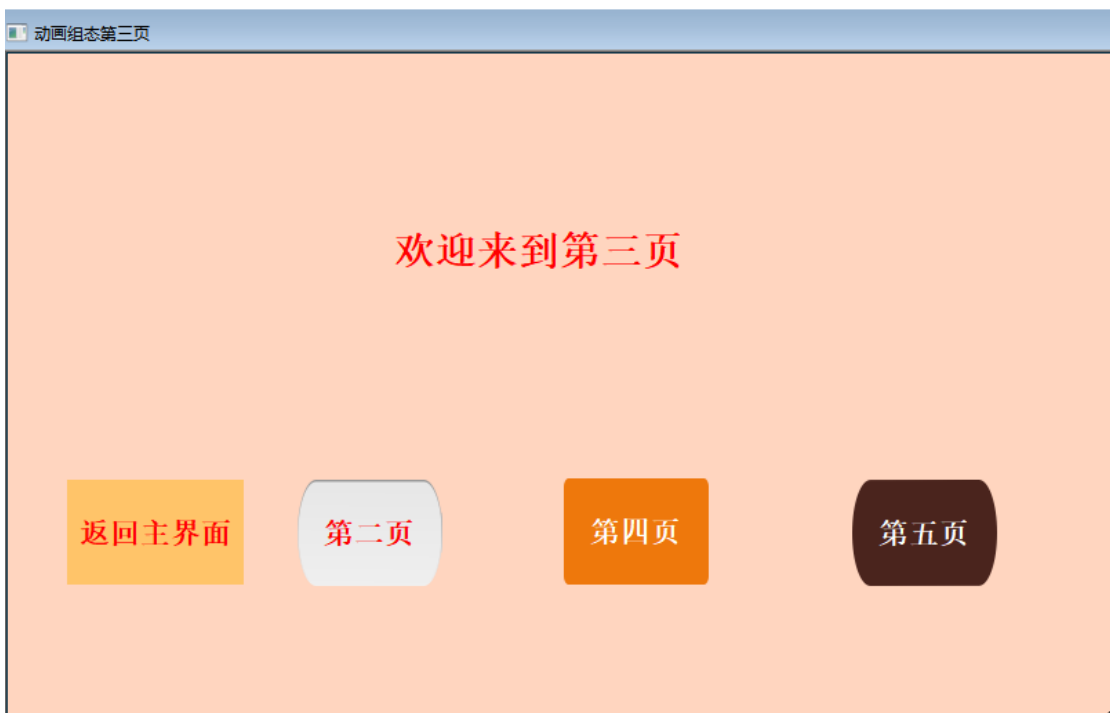 动画组态第三页
欢迎来到第三页
返回主界面
第二页
第四页
第五页